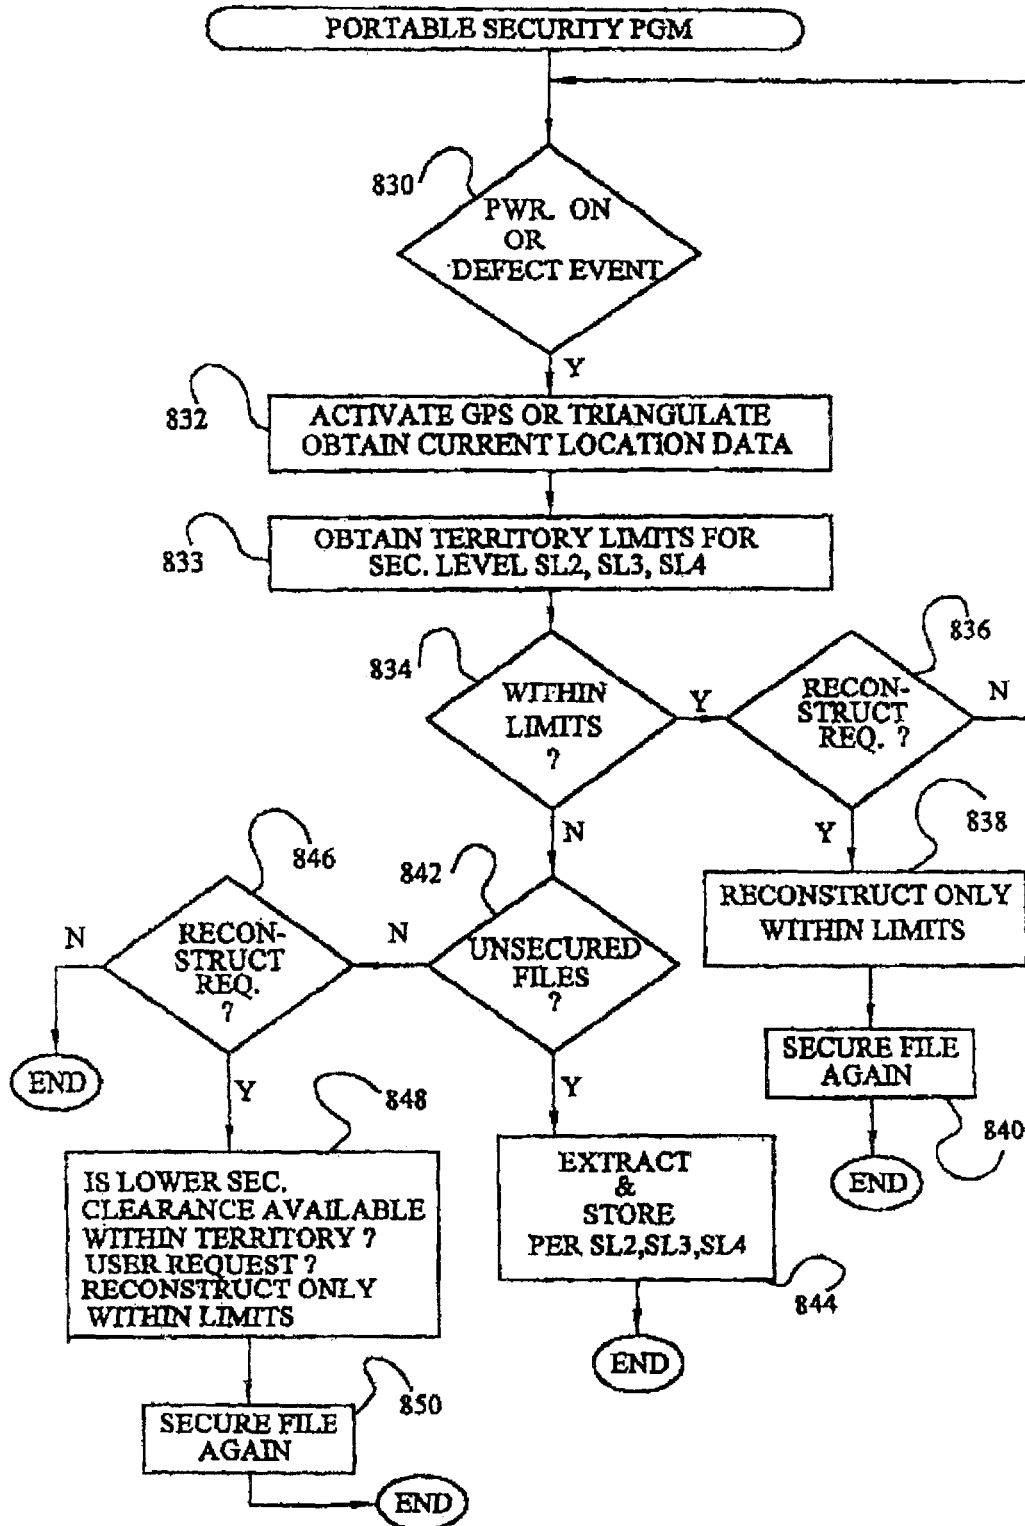 PORTABLE SECURITY PGM
830
PWR. ON
OR
DEFECT EVENT
Y
832
ACTIVATE GPS OR TRIANGULATE
OBTAIN CURRENT LOCATION DATA
833
OBTAIN TERRITORY LIMITS FOR
SEC. LEVEL SL2, SL3, SL4
834
WITHIN
LIMITS
?
Y
836
RECON-
STRUCT
REQ. ?
N
N
Y
838
RECONSTRUCT ONLY
WITHIN LIMITS
SECURE FILE
AGAIN
840
END
842
UNSECURED
FILES
?
N
Y
846
RECON-
STRUCT
REQ.
?
N
END
Y
848
IS LOWER SEC.
CLEARANCE AVAILABLE
WITHIN TERRITORY ?
USER REQUEST ?
RECONSTRUCT ONLY
WITHIN LIMITS
EXTRACT
&
STORE
PER SL2,SL3,SL4
844
END
850
SECURE FILE
AGAIN
END